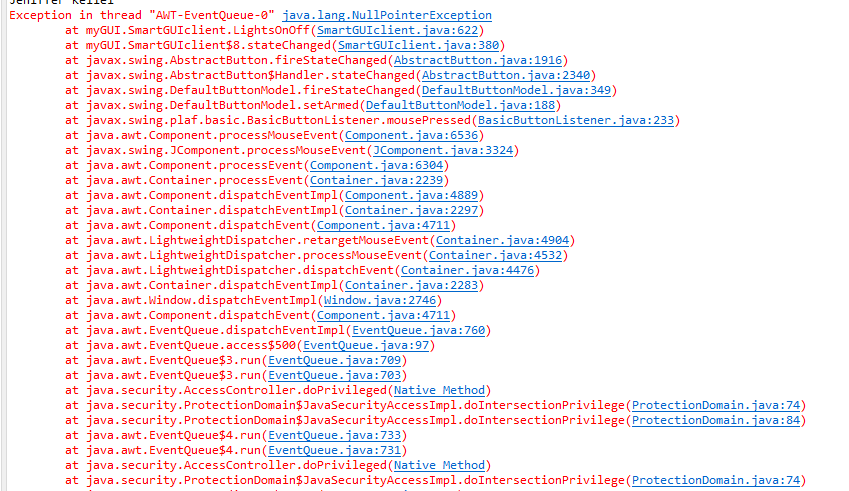 Jeniffer Keller
Exception in thread "AWT-EventQueue-0" java.lang.NullPointerException
at myGUI.SmartGUIclient.LightsOnOff(SmartGUIclient.java:622)
at myGUI.SmartGUIclient$8.stateChanged(SmartGUIclient.java:380)
at javax.swing.AbstractButton.fireStateChanged(AbstractButton.java:1916)
at javax.swing.AbstractButton$Handler.stateChanged(AbstractButton.java:2340)
at javax.swing.DefaultButtonModel.fireStateChanged(DefaultButtonModel.java:349)
at javax.swing.DefaultButtonModel.setArmed(DefaultButtonModel.java:188)
at javax.swing.plaf.basic.BasicButtonListener.mousePressed(BasicButtonListener.java:233)
at java.awt.Component.processMouseEvent(Component.java:6536)
at javax.swing.JComponent.processMouseEvent(JComponent.java:3324)
at java.awt.Component.processEvent(Component.java:6304)
at java.awt.Container.processEvent(Container.java:2239)
at java.awt.Component.dispatchEventImpl(Component.java:4889)
at java.awt.Container.dispatchEventImpl(Container.java:2297)
at java.awt.Component.dispatchEvent(Component.java:4711)
at java.awt.LightweightDispatcher.retargetMouseEvent(Container.java:4904)
at java.awt.LightweightDispatcher.processMouseEvent(Container.java:4532)
at java.awt.LightweightDispatcher.dispatchEvent(Container.java:4476)
at java.awt.Container.dispatchEventImpl(Container.java:2283)
at java.awt.Window.dispatchEventImpl(Window.java:2746)
at java.awt.Component.dispatchEvent(Component.java:4711)
at java.awt.EventQueue.dispatchEventImpl(EventQueue.java:760)
at java.awt.EventQueue.access$500(EventQueue.java:97)
at java.awt.EventQueue$3.run(EventQueue.java:709)
at java.awt.EventQueue$3.run(EventQueue.java:703)
at java.security.AccessController.doPrivileged(Native Method)
at java.security.ProtectionDomain$JavaSecurityAccessImpl.doIntersectionPrivilege(ProtectionDomain.java:74)
at java.security.ProtectionDomain$JavaSecurityAccessImpl.doIntersectionPrivilege(ProtectionDomain.java:84)
at java.awt.EventQueue$4.run(EventQueue.java:733)
at java.awt.EventQueue$4.run(EventQueue.java:731)
at java.security.AccessController.doPrivileged(Native Method)
at java.security.ProtectionDomain$JavaSecurityAccessImpl.doIntersectionPrivilege(ProtectionDomain.java:74)